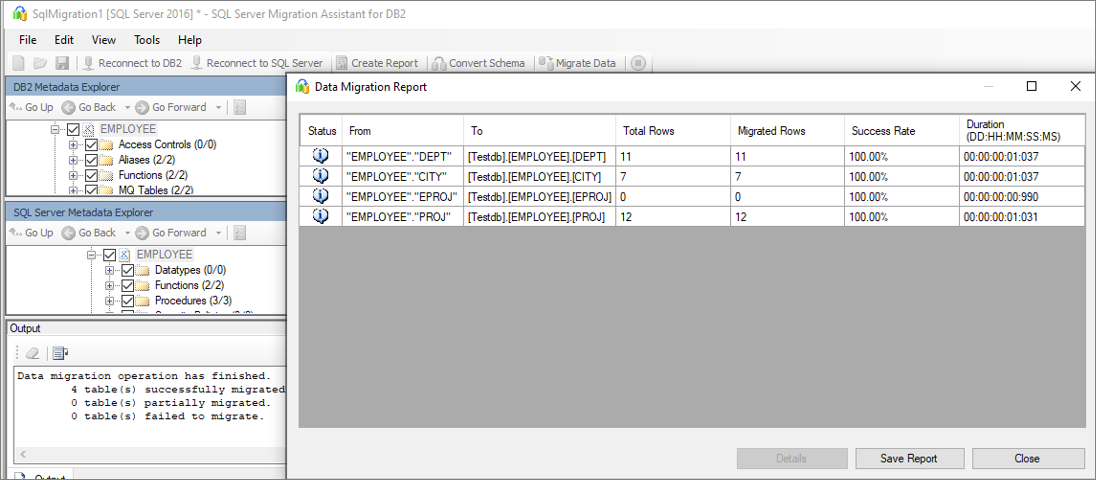 SqlMigration1 [SQL Server 2016] * - SQL Server Migration Assistant for DB2
File Edit View Tools Help
Reconnect to DB2 Reconnect to SQL Server Create Report Convert Schema Migrate Data
DB2 Metadata Explorer
Go Up Go Back Go Forward
EMPLOYEE
Access Controls (0/0)
Aliases (2/2)
Functions (2/2)
MQ Tables (2/2)
SQL Server Metadata Explorer
Go Up Go Back Go Forward
EMPLOYEE
Datatypes (0/0)
Functions (2/2)
Procedures (3/3)
Output
Data migration operation has finished.
4 table(s) successfully migrated
0 table(s) partially migrated.
0 table(s) failed to migrate.
Output
Data Migration Report
Status From To Total Rows Migrated Rows Success Rate Duration
(DD:HH:MM:SS:MS)
"EMPLOYEE"."DEPT" [Testdb].[EMPLOYEE].[DEPT] 11 11 100.00% 00:00:00:01:037
"EMPLOYEE"."CITY" [Testdb].[EMPLOYEE].[CITY] 7 7 100.00% 00:00:00:01:037
"EMPLOYEE"."EPROJ" [Testdb].[EMPLOYEE].[EPROJ] 0 0 100.00% 00:00:00:00:990
"EMPLOYEE"."PROJ" [Testdb].[EMPLOYEE].[PROJ] 12 12 100.00% 00:00:00:01:031
Details Save Report Close